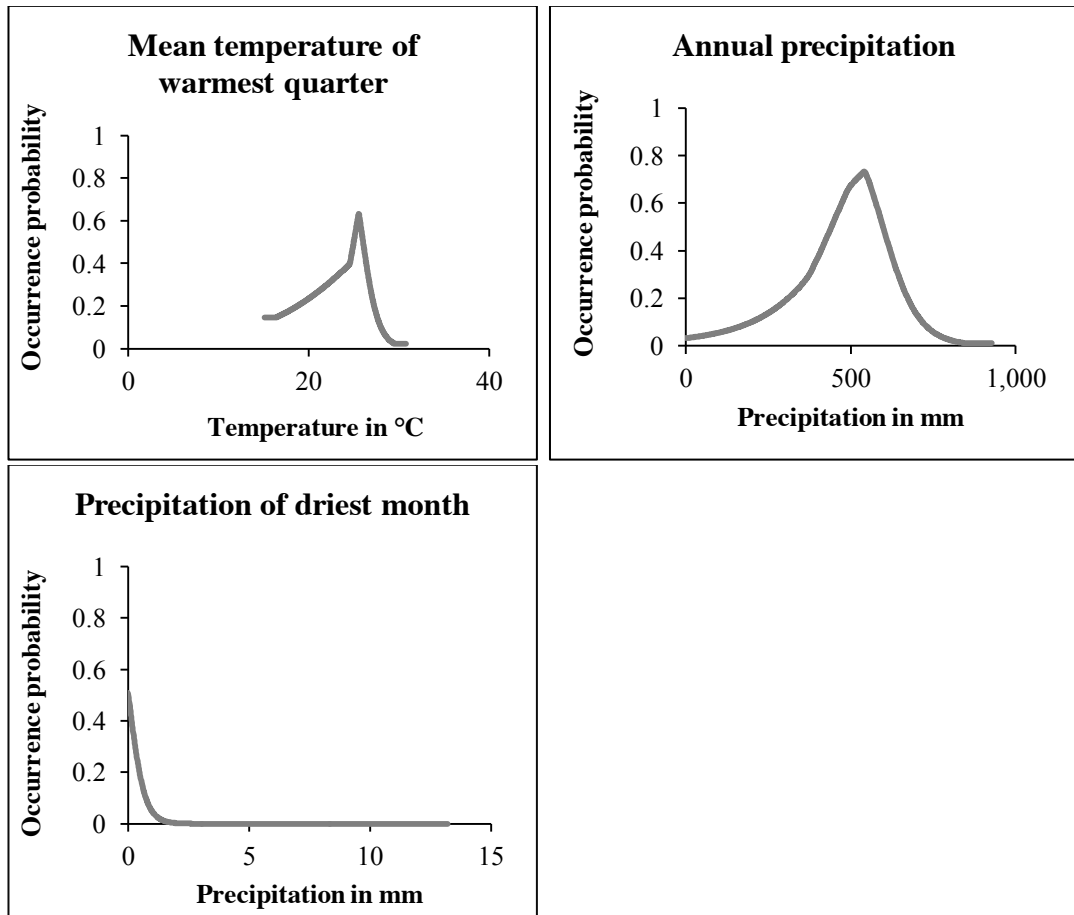 Mean temperature of
warmest quarter
Occurrence probability
1
0.8
0.6
0.4
0.2
0
0
20
40
Temperature in °C
Annual precipitation
Occurrence probability
1
0.8
0.6
0.4
0.2
0
0
500
1,000
Precipitation in mm
Precipitation of driest month
Occurrence probability
1
0.8
0.6
0.4
0.2
0
0
5
10
15
Precipitation in mm